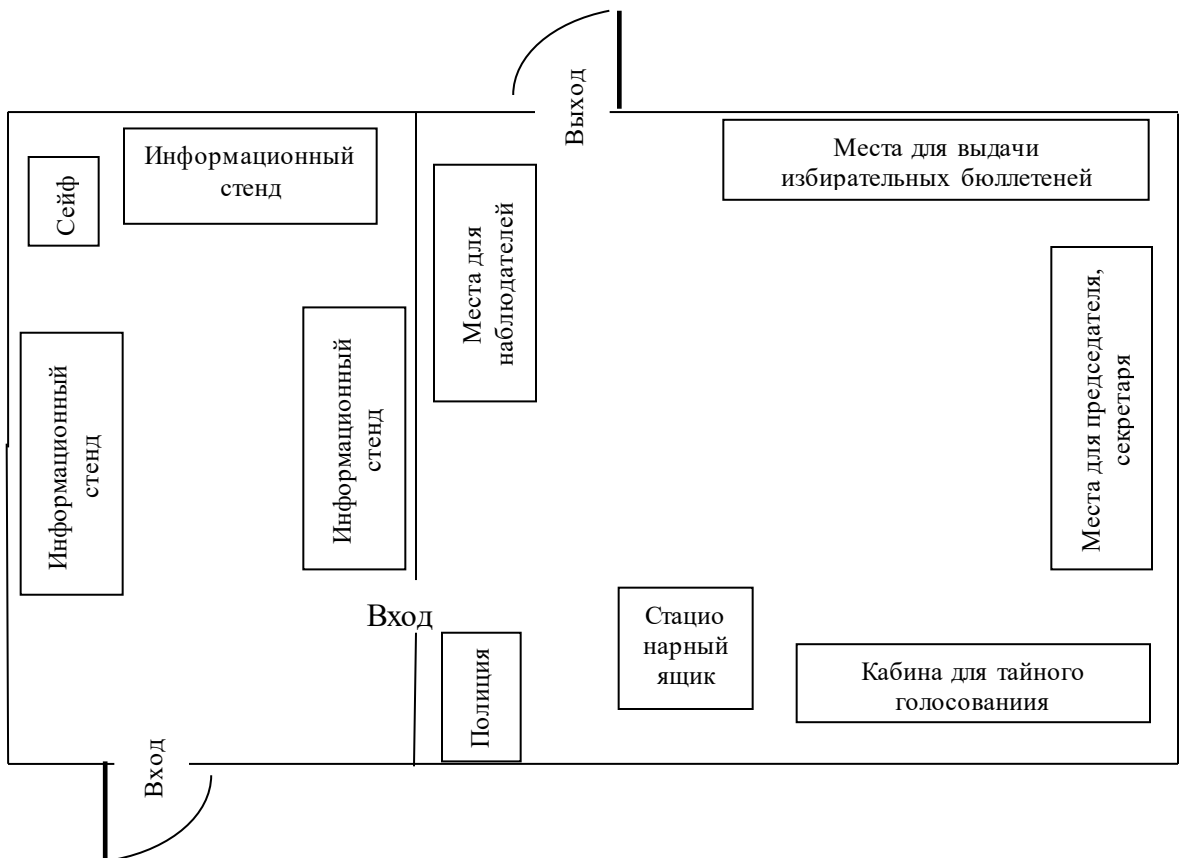 Выход
Информационный
стенд
Сейф
Места для
наблюдателей
Места для выдачи
избирательных бюллетеней
Информационный
стенд
Информационный
стенд
Места для председателя,
секретаря
Вход
Стацио
нарный
ящик
Полиция
Кабина для тайного
голосованиия
Вход